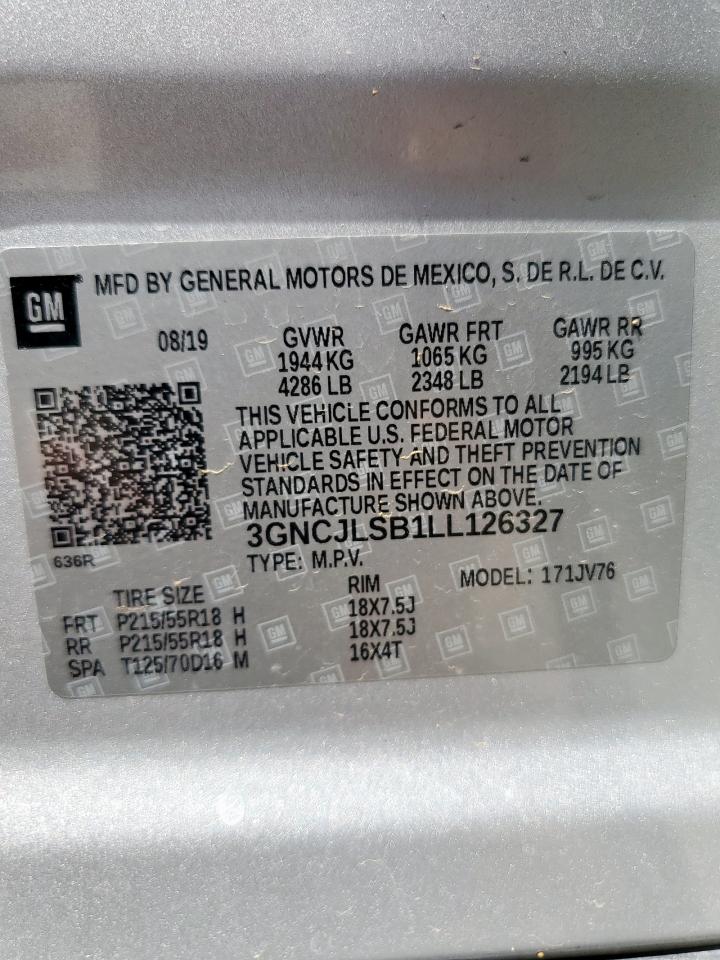 GM
MFD BY GENERAL MOTORS DE MEXICO, S. DE R.L. DE C.V.
08/19 GVWR GAWR FRT GAWR RR
1944KG 1065 KG 995 KG
4286 LB 2348 LB 2194 LB
THIS VEHICLE CONFORMS TO ALL
APPLICABLE U.S. FEDERAL MOTOR
VEHICLE SAFETY AND THEFT PREVENTION
STANDARDS IN EFFECT ON THE DATE OF
MANUFACTURE SHOWN ABOVE.
3GNCJLSB1LL126327
636R
TYPE: M.P.V. MODEL: 171JV76
TIRE SIZE RIM
FRT P215/55R18 H 18X7.5J
RR P215/55R18 H 18X7.5J
SPA T125/70D16 M 16X4T